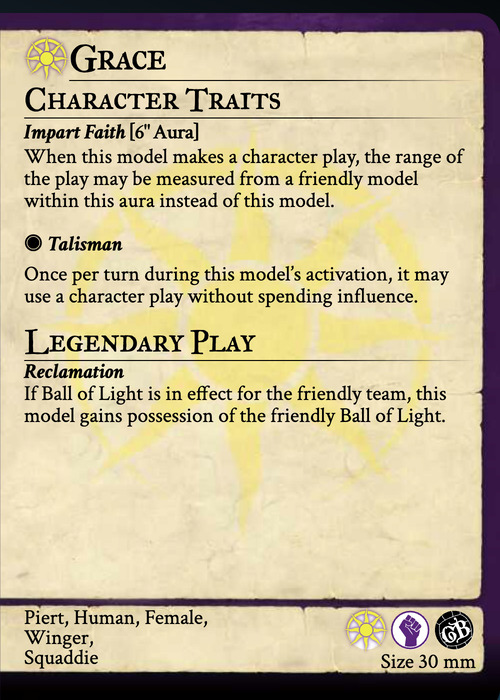 Grace
Character Traits
Impart Faith [6" Aura]
When this model makes a character play, the range of
the play may be measured from a friendly model
within this aura instead of this model.
Talisman
Once per turn during this model's activation, it may
use a character play without spending influence.
Legendary Play
Reclamation
If Ball of Light is in effect for the friendly team, this
model gains possession of the friendly Ball of Light.
Piert, Human, Female,
Winger,
Squaddie
GB
Size 30 mm